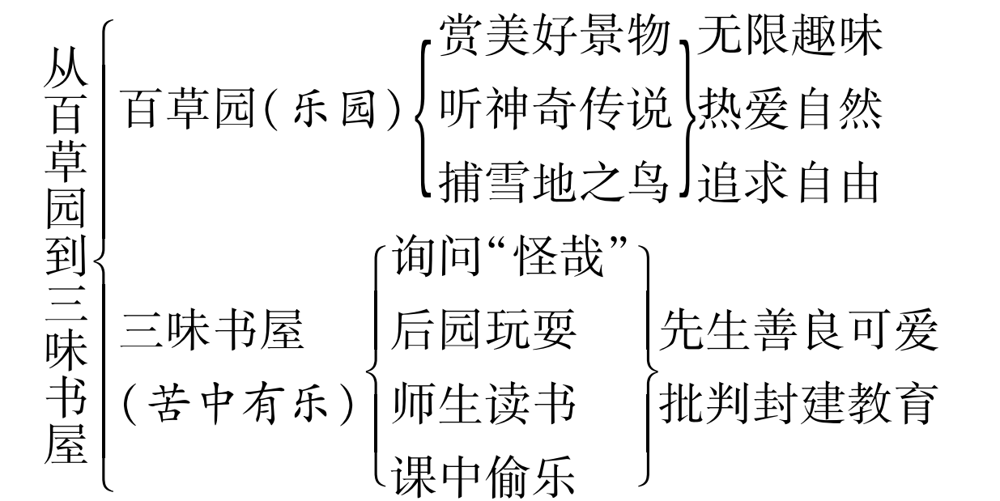 从百草园到三味书屋
百草园(乐园)
赏美好景物
听神奇传说
捕雪地之鸟
无限趣味
热爱自然
追求自由
三味书屋
(苦中有乐)
询问“怪哉”
后园玩耍
师生读书
课中偷乐
先生善良可爱
批判封建教育